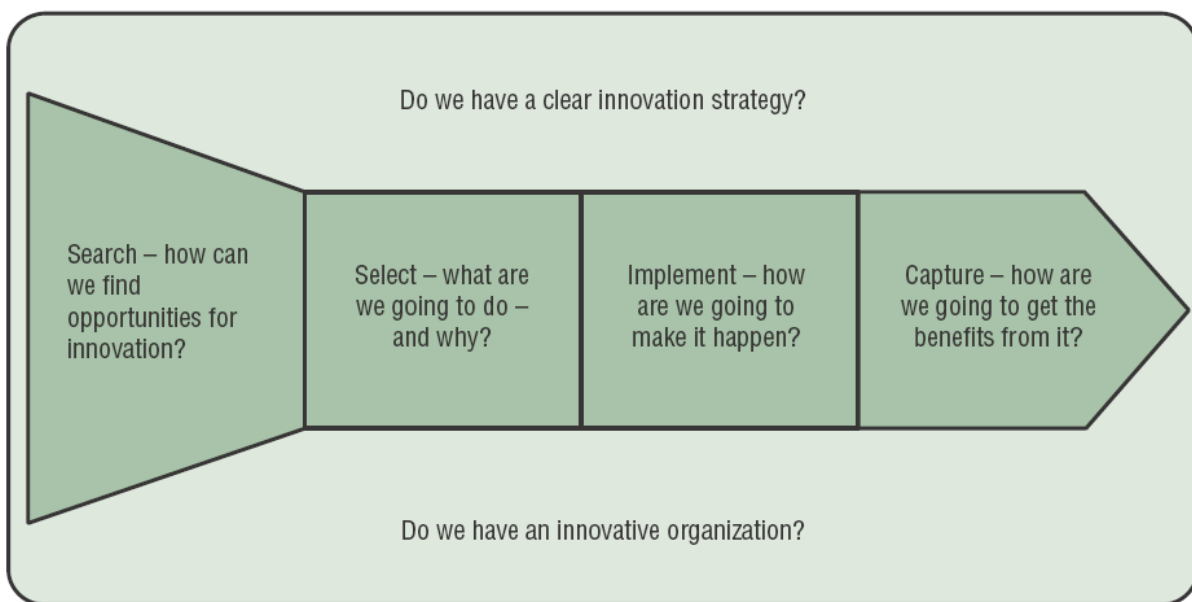 Do we have a clear innovation strategy?
Search – how can
we find
opportunities for
innovation?
Select – what are
we going to do –
and why?
Implement – how
are we going to
make it happen?
Capture – how are
we going to get the
benefits from it?
Do we have an innovative organization?